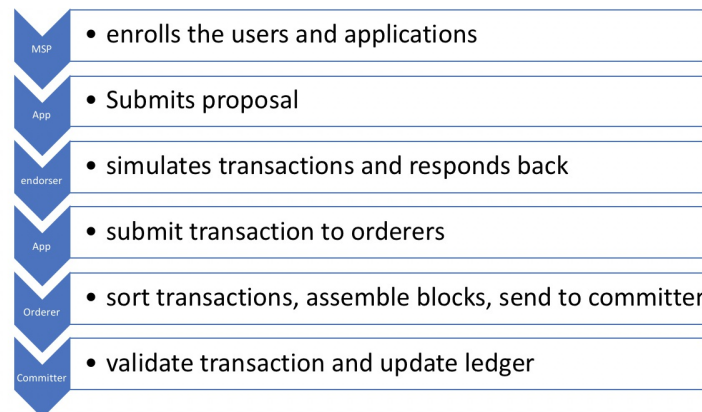 MSP
• enrolls the users and applications
App
• Submits proposal
endorser
• simulates transactions and responds back
App
• submit transaction to orderers
Orderer
• sort transactions, assemble blocks, send to committer
Committer
• validate transaction and update ledger